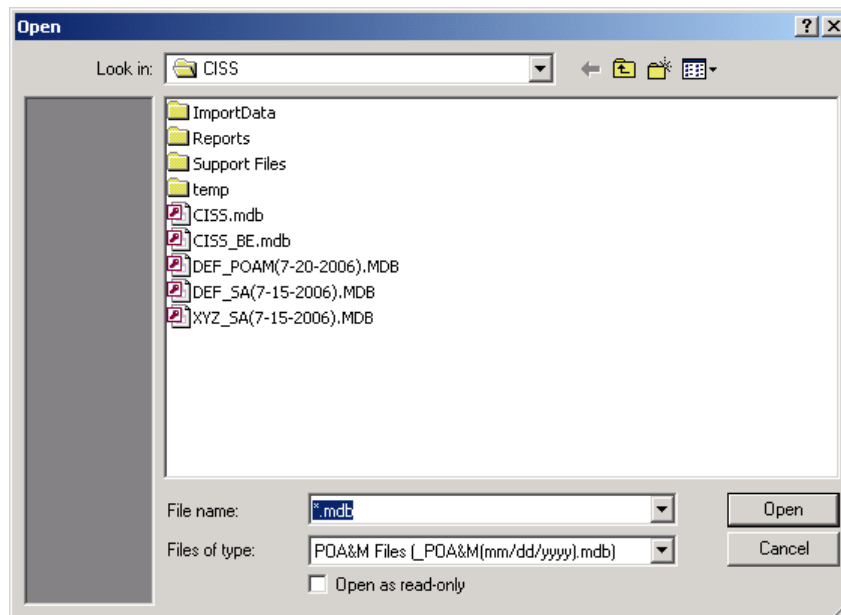 Open
Look in: CISS
ImportData
Reports
Support Files
temp
CISS.mdb
CISS_BE.mdb
DEF_POAM(7-20-2006).MDB
DEF_SA(7-15-2006).MDB
XYZ_SA(7-15-2006).MDB
File name: *.mdb Open
Files of type: POA&M Files (_POA&M(mm/dd/yyyy).mdb) Cancel
Open as read-only